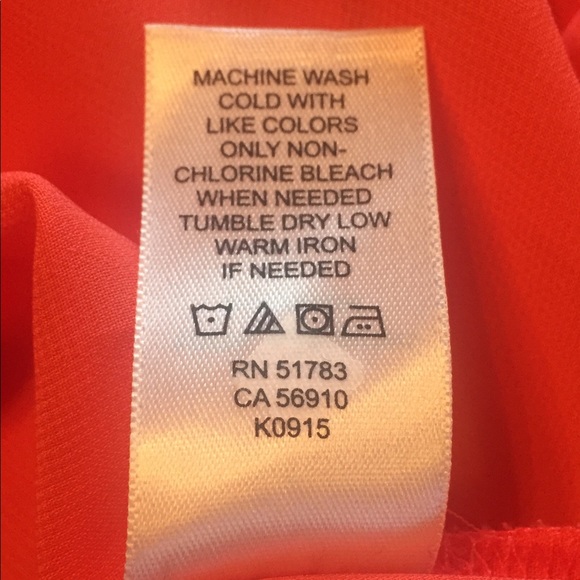 MACHINE WASH
COLD WITH
LIKE COLORS
ONLY NON-
CHLORINE BLEACH
WHEN NEEDED
TUMBLE DRY LOW
WARM IRON
IF NEEDED
RN 51783
CA 56910
K0915